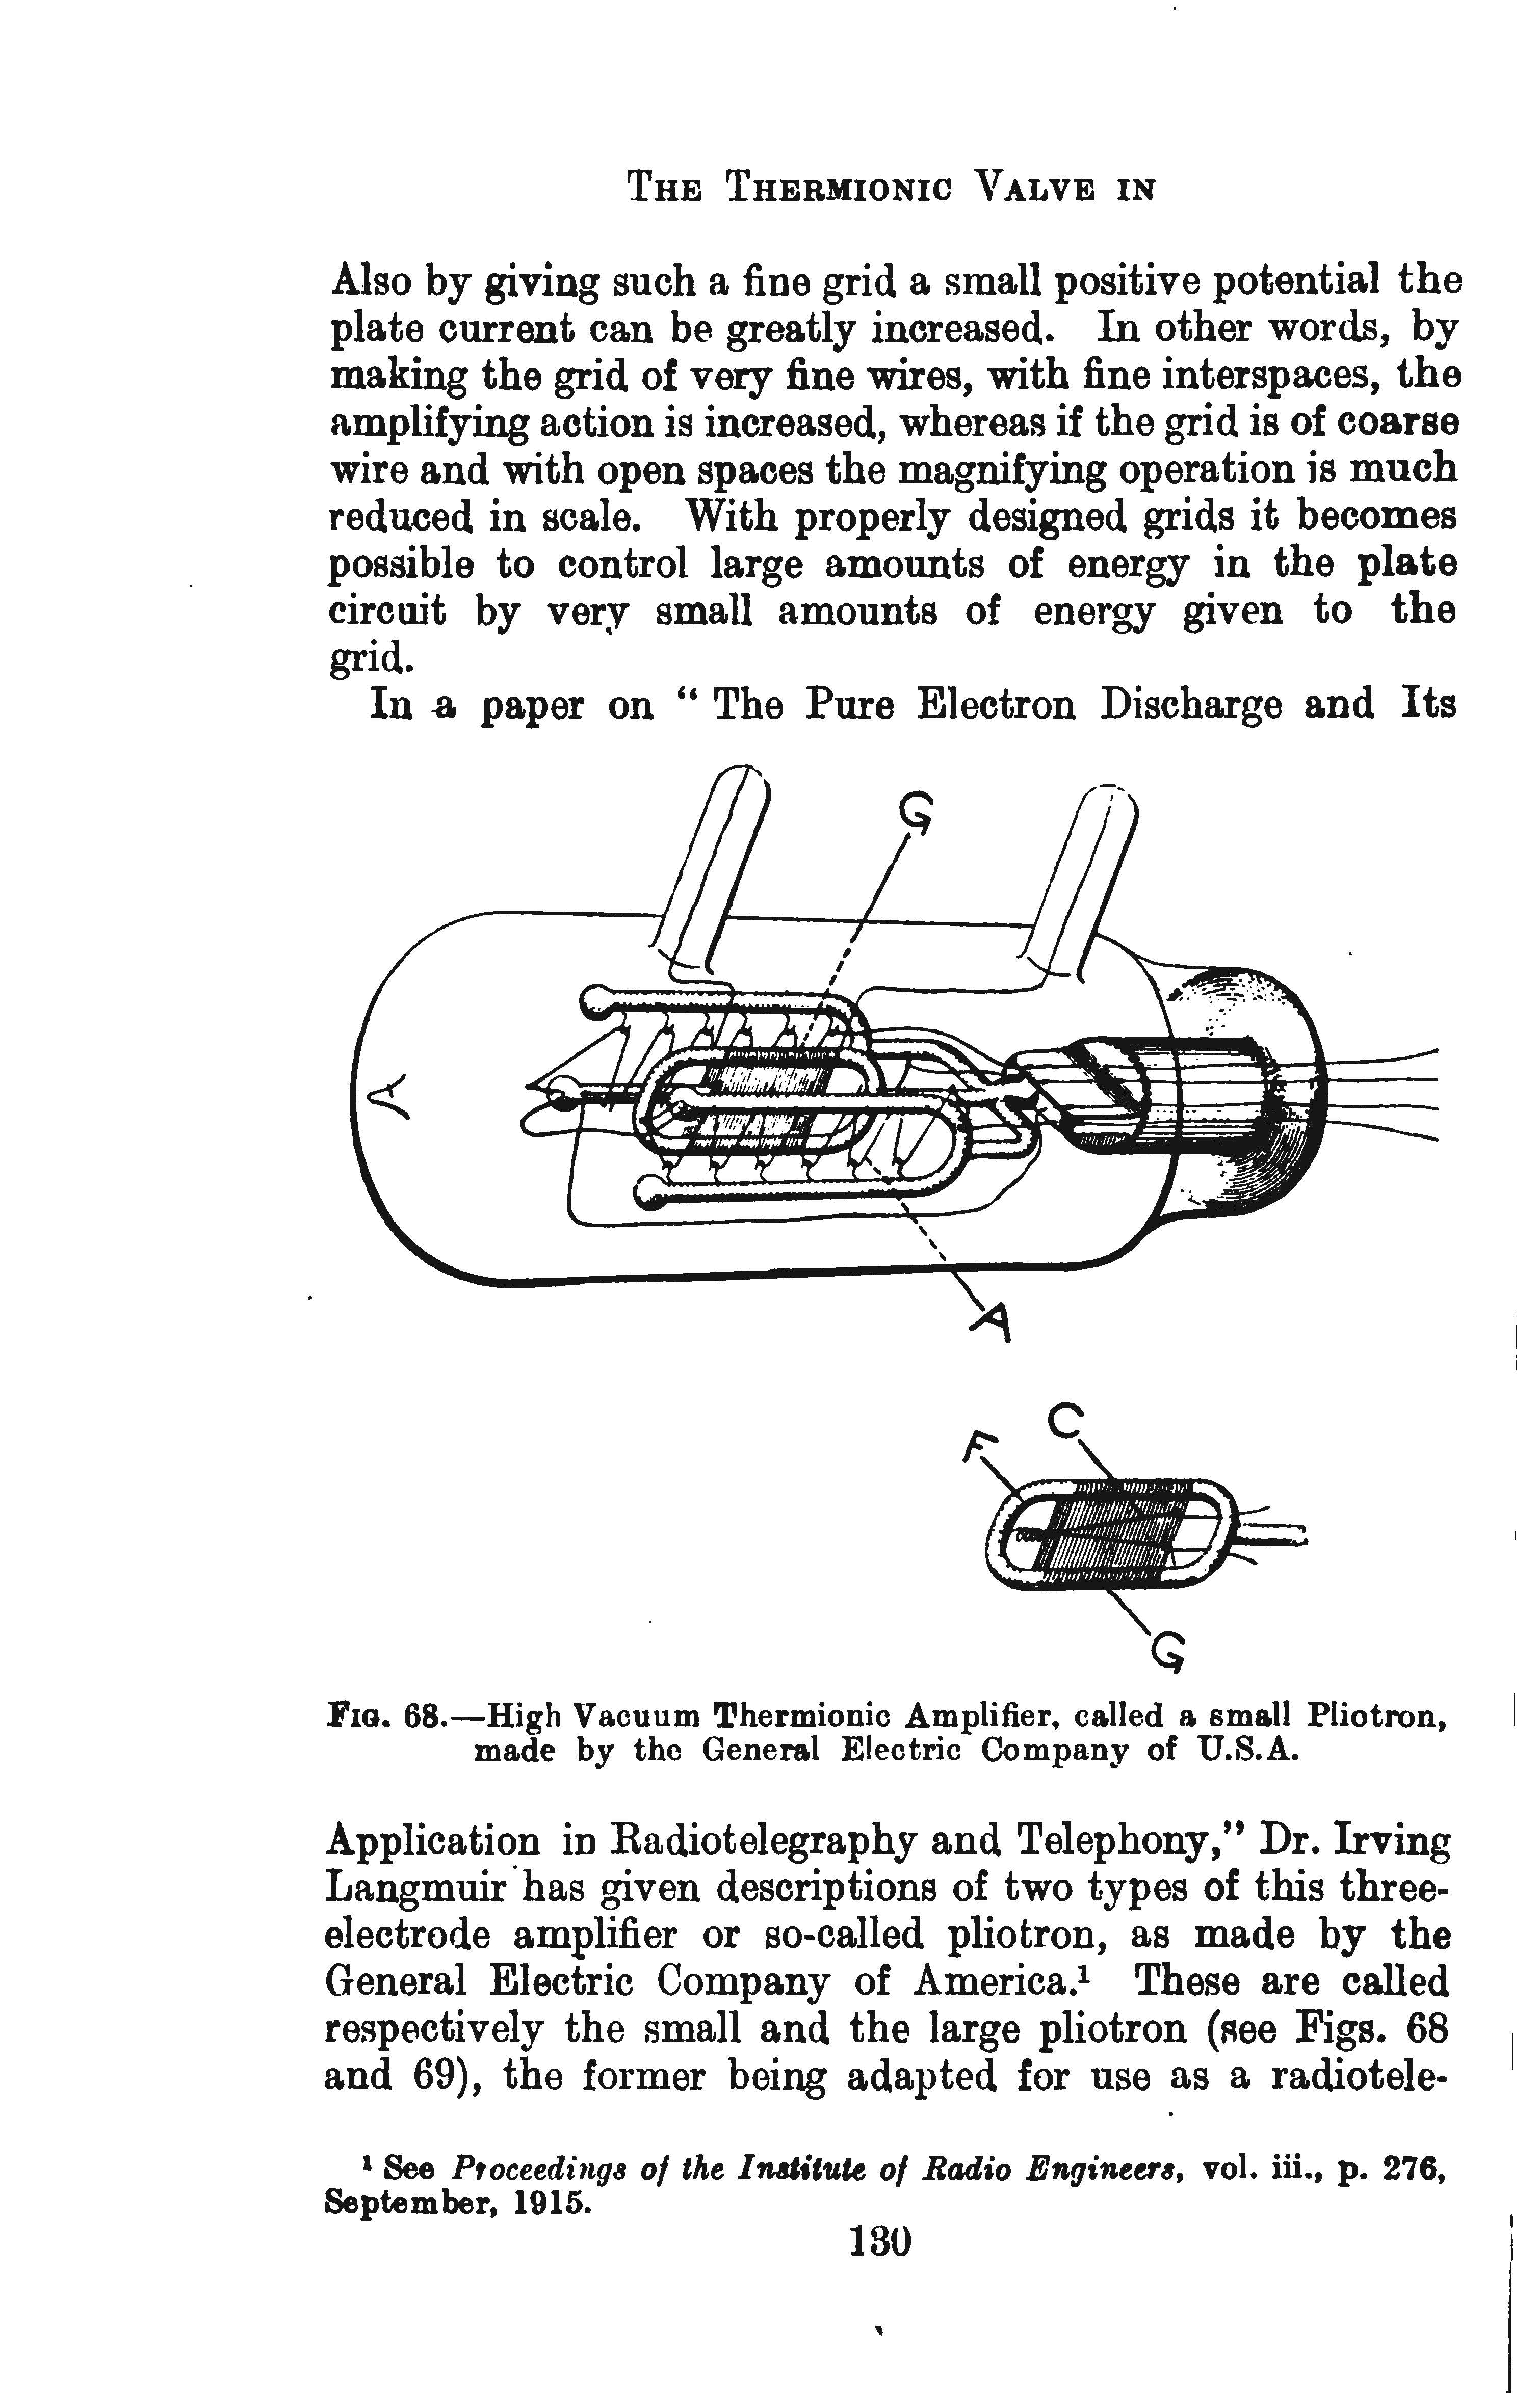 THE THERMIONIC VALVE IN
Also by giving such a fine grid a small positive potential the
plate current can be greatly increased. In other words, by
making the grid of very fine wires, with fine interspaces, the
amplifying action is increased, whereas if the grid is of coarse
wire and with open spaces the magnifying operation is much
reduced in scale. With properly designed grids it becomes
possible to control large amounts of energy in the plate
circuit by very small amounts of energy given to the
grid.
In a paper on “ The Pure Electron Discharge and Its
G
A
C
F
G
FIG. 68.—High Vacuum Thermionic Amplifier, called a small Pliotron,
made by the General Electric Company of U.S.A.
Application in Radiotelegraphy and Telephony,” Dr. Irving
Langmuir has given descriptions of two types of this three-
electrode amplifier or so-called pliotron, as made by the
General Electric Company of America.¹ These are called
respectively the small and the large pliotron (see Figs. 68
and 69), the former being adapted for use as a radiotele-
¹ See Proceedings of the Institute of Radio Engineers, vol. iii., p. 276,
September, 1915.
130